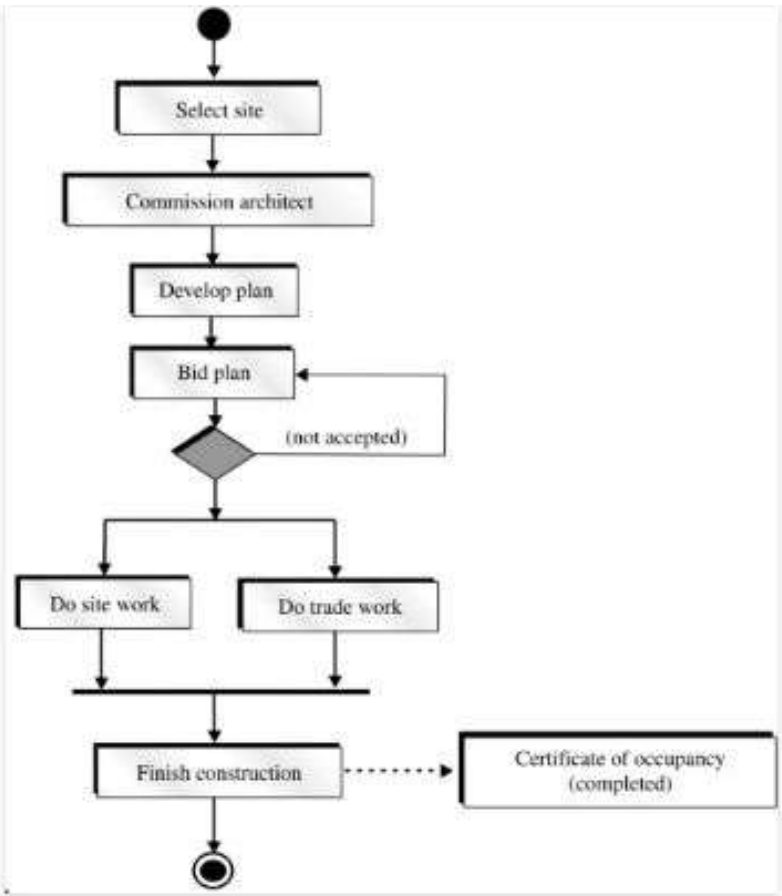 Select site
Commission architect
Develop plan
Bid plan
(not accepted)
Do site work
Do trade work
Finish construction
Certificate of occupancy
(completed)